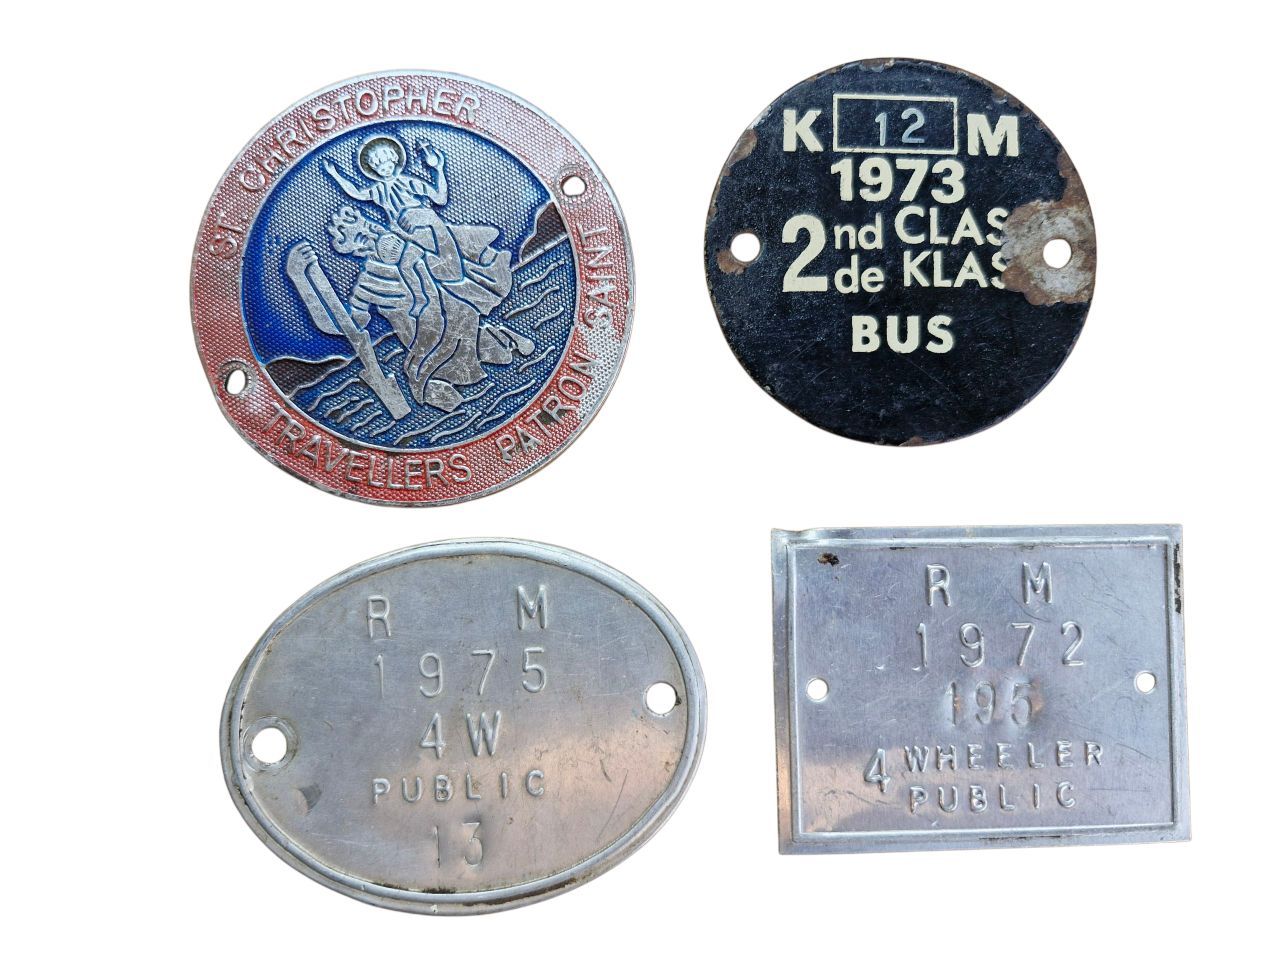 ST. CHRISTOPHER
TRAVELLERS PATRON SAINT
K 12 M
1973
2nd CLAS
2de KLAS
BUS
R M
1975
4W
PUBLIC
13
R M
1972
195
4 WHEELER
PUBLIC